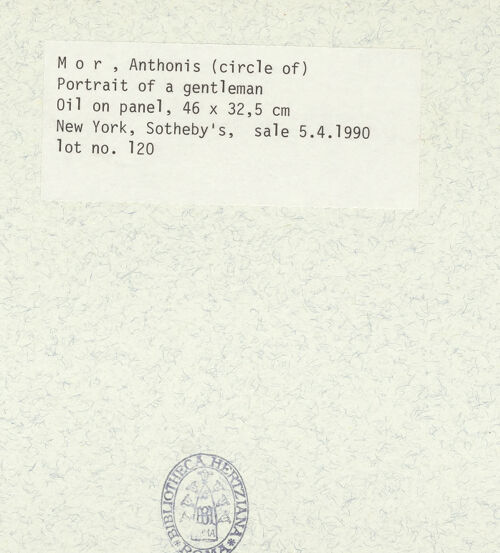 M o r , Anthonis (circle of)
Portrait of a gentleman
Oil on panel, 46 x 32,5 cm
New York, Sotheby's, sale 5.4.1990
lot no. 120
*BIBLIOTHECA HERTZIANA*
ROMA